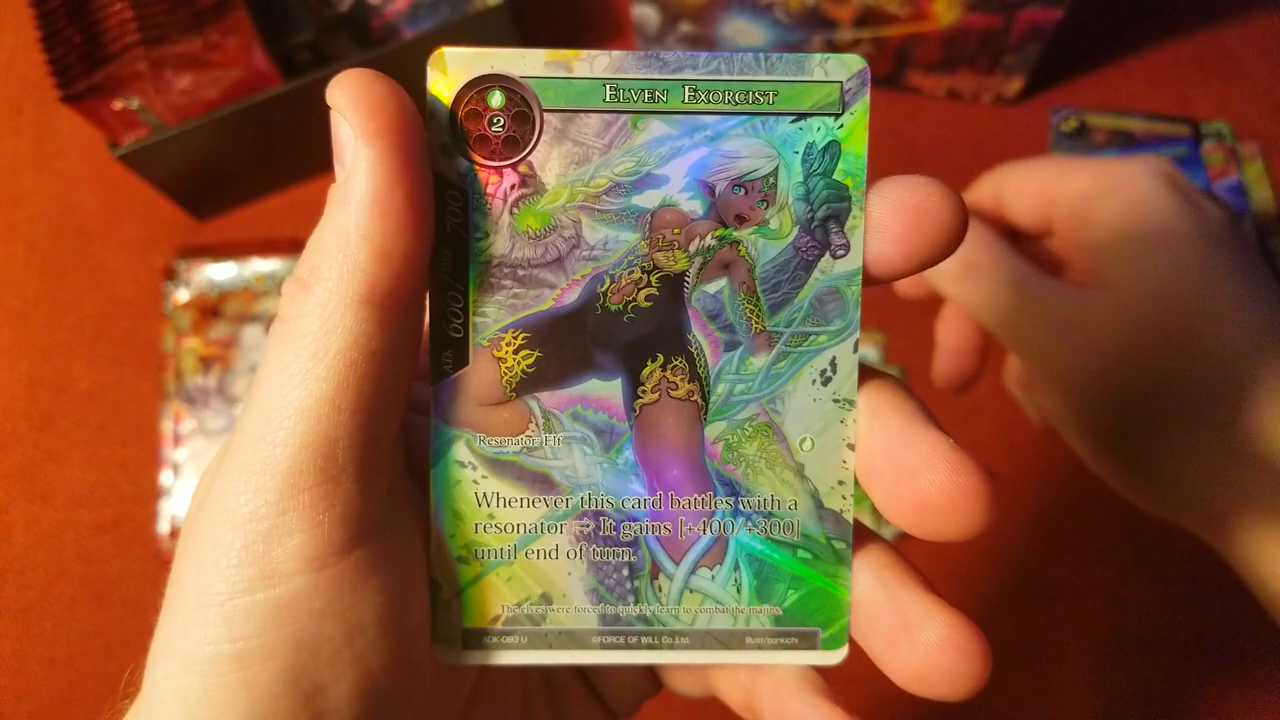 Elven Exorcist
2
ATK 600/DEF 700
Resonator: Elf
Whenever this card battles with a
resonator ⇨ It gains [+400/+300]
until end of turn.
The elves were forced to quickly learn to combat the majins.
ADK-093 U ©FORCE OF WILL Co.,Ltd. Illust/ponkichi